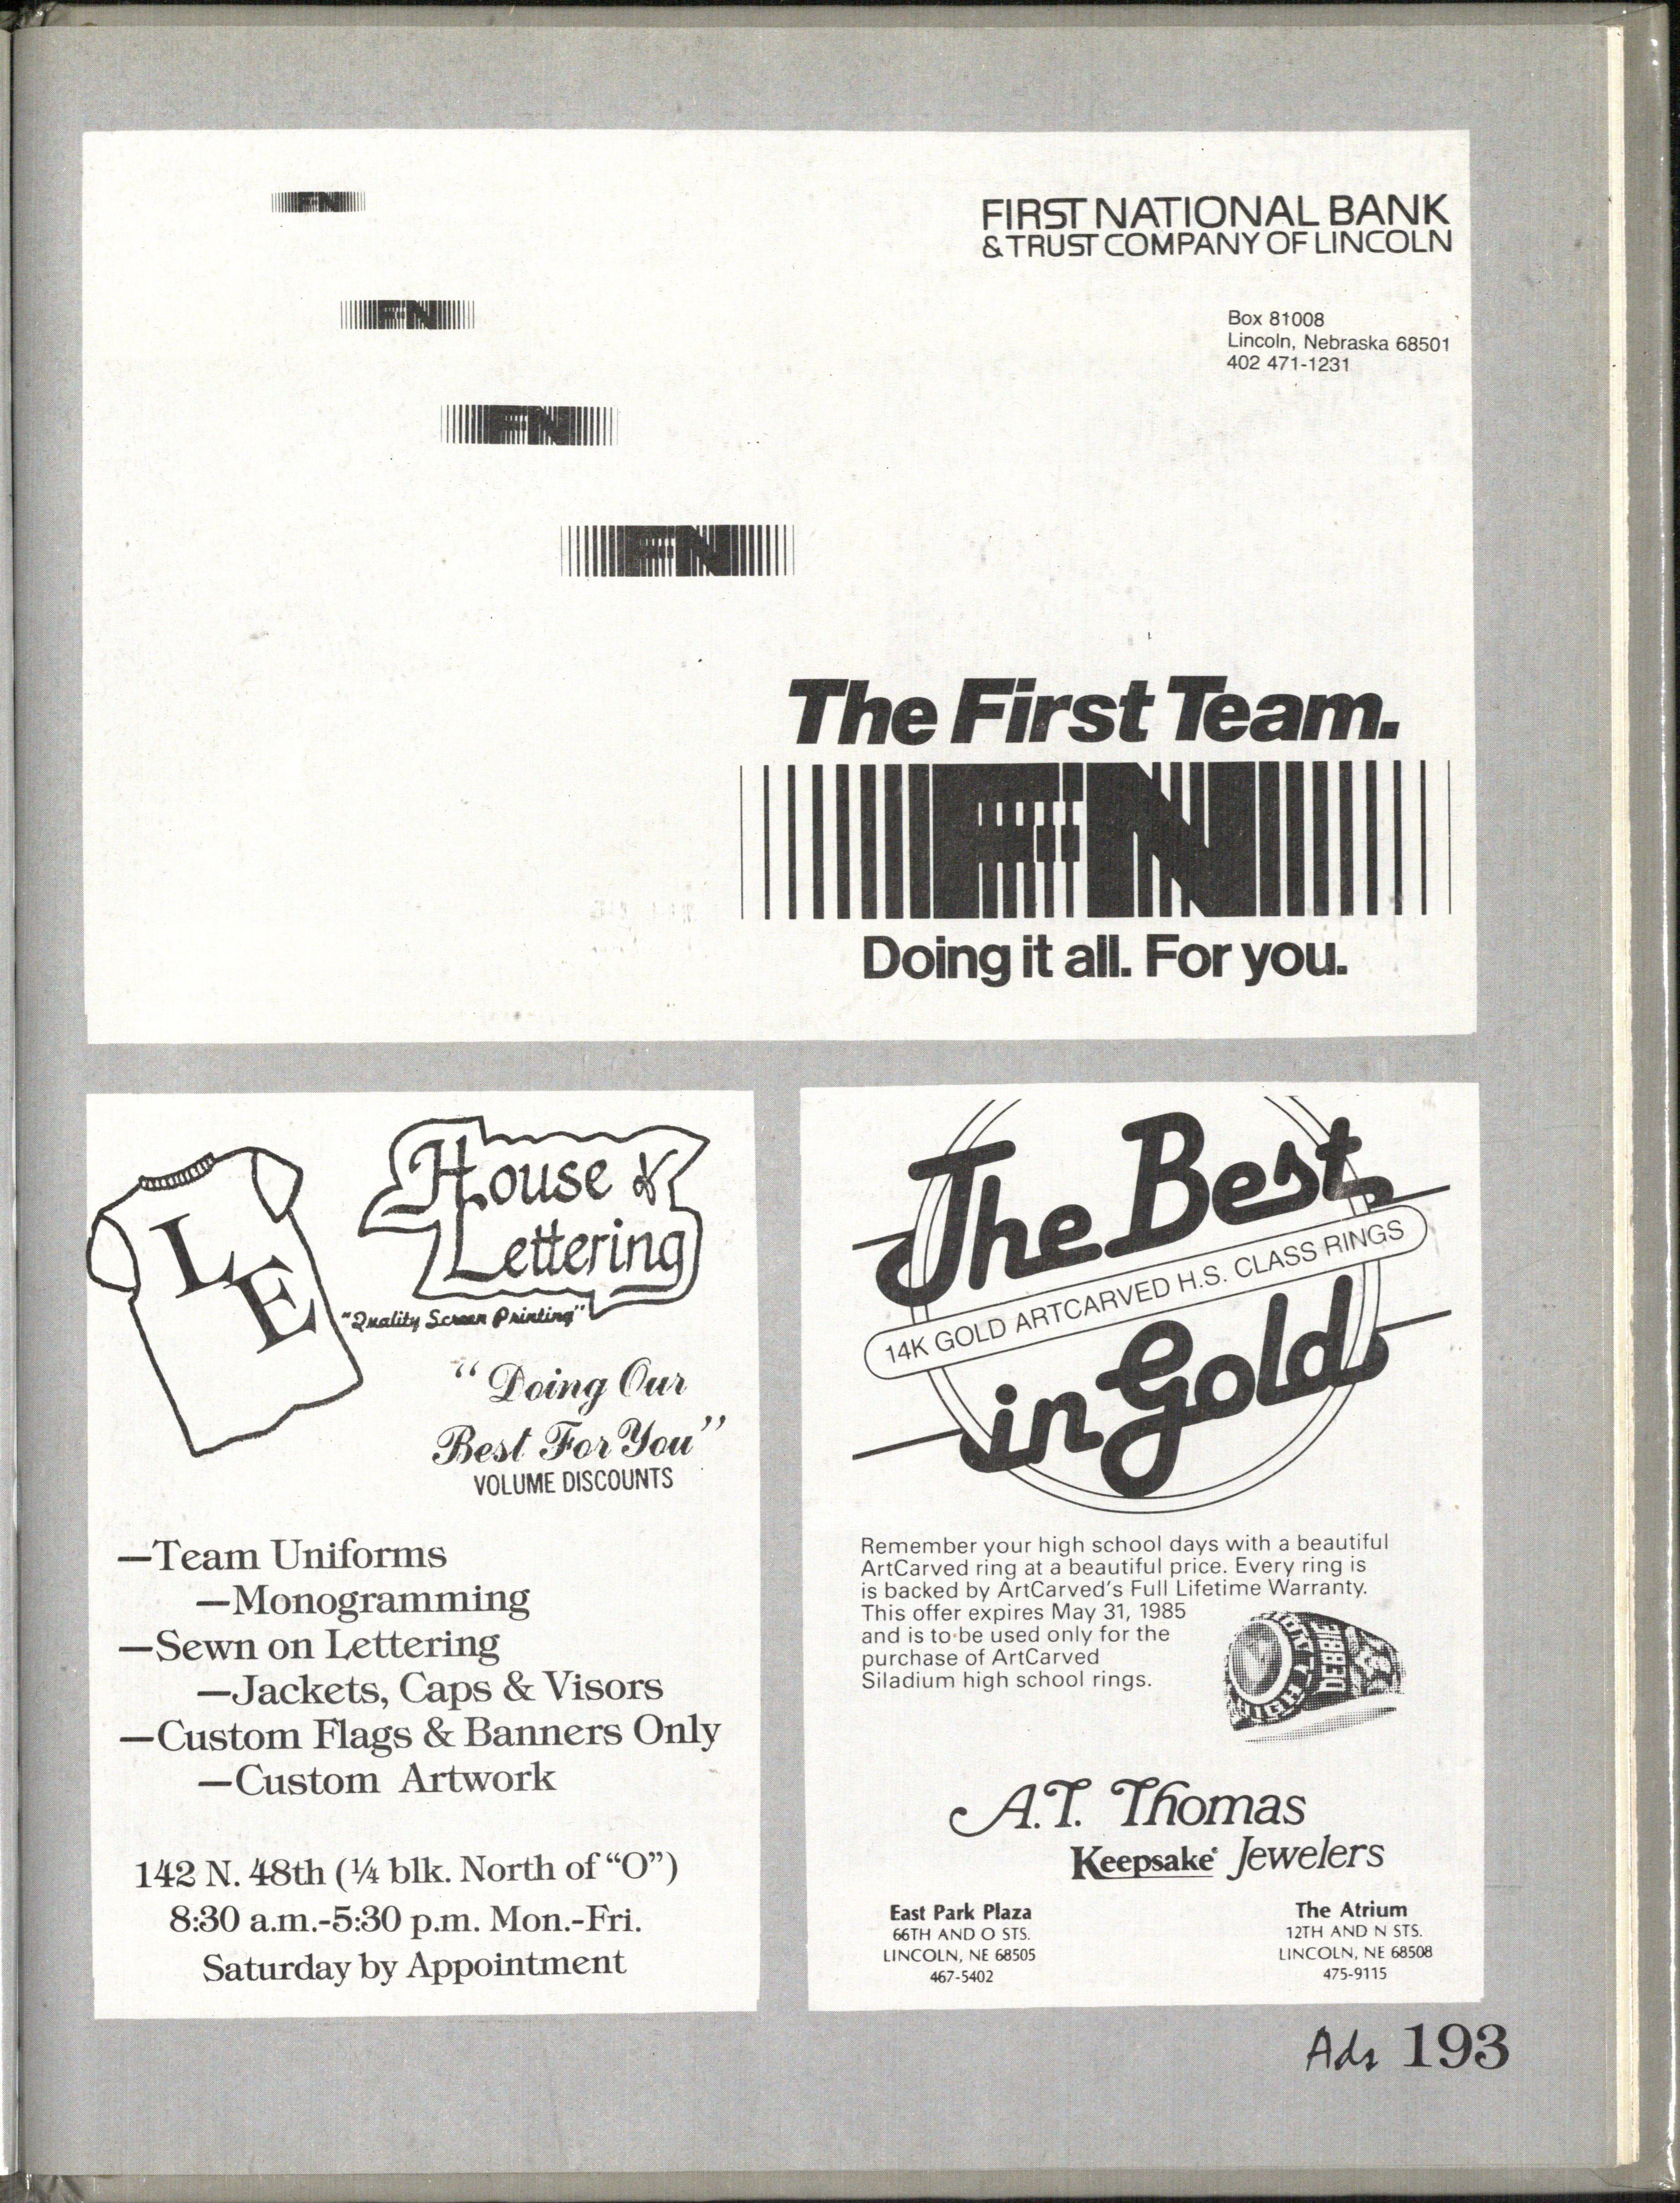 FN
FIRST NATIONAL BANK
& TRUST COMPANY OF LINCOLN
FN
Box 81008
Lincoln, Nebraska 68501
402 471-1231
FN
FN
The First Team.
FN
Doing it all. For you.
House of
Lettering
"Quality Screen Printing"
L
E
"Doing Our
Best For You"
VOLUME DISCOUNTS
—Team Uniforms
—Monogramming
—Sewn on Lettering
—Jackets, Caps & Visors
—Custom Flags & Banners Only
—Custom Artwork
142 N. 48th (¼ blk. North of "O")
8:30 a.m.-5:30 p.m. Mon.-Fri.
Saturday by Appointment
The Best
14K GOLD ARTCARVED H.S. CLASS RINGS
in Gold
Remember your high school days with a beautiful
ArtCarved ring at a beautiful price. Every ring is
is backed by ArtCarved's Full Lifetime Warranty.
This offer expires May 31, 1985
and is to be used only for the
purchase of ArtCarved
Siladium high school rings.
DEBBIE
A.T. Thomas
Keepsake® Jewelers
East Park Plaza
66TH AND O STS.
LINCOLN, NE 68505
467-5402
The Atrium
12TH AND N STS.
LINCOLN, NE 68508
475-9115
Ads 193